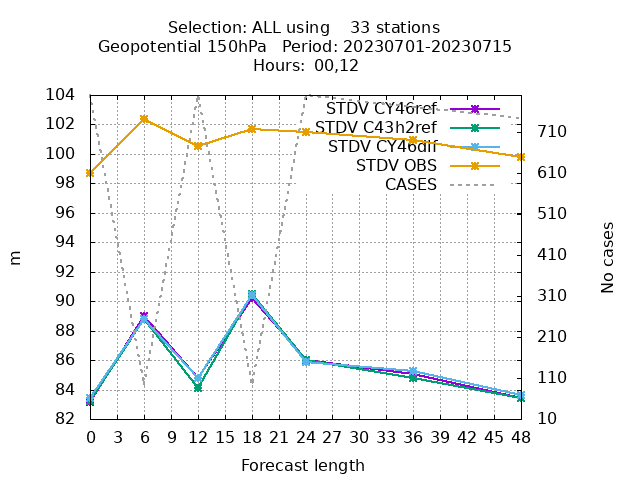 Selection: ALL using    33 stations
Geopotential 150hPa   Period: 20230701-20230715
Hours:  00,12
104
102
100
98
96
94
92
90
88
86
84
82
m
STDV CY46ref
STDV C43h2ref
STDV CY46dlf
STDV OBS
CASES
710
610
510
410
310
210
110
10
No cases
0 3 6 9 12 15 18 21 24 27 30 33 36 39 42 45 48
Forecast length